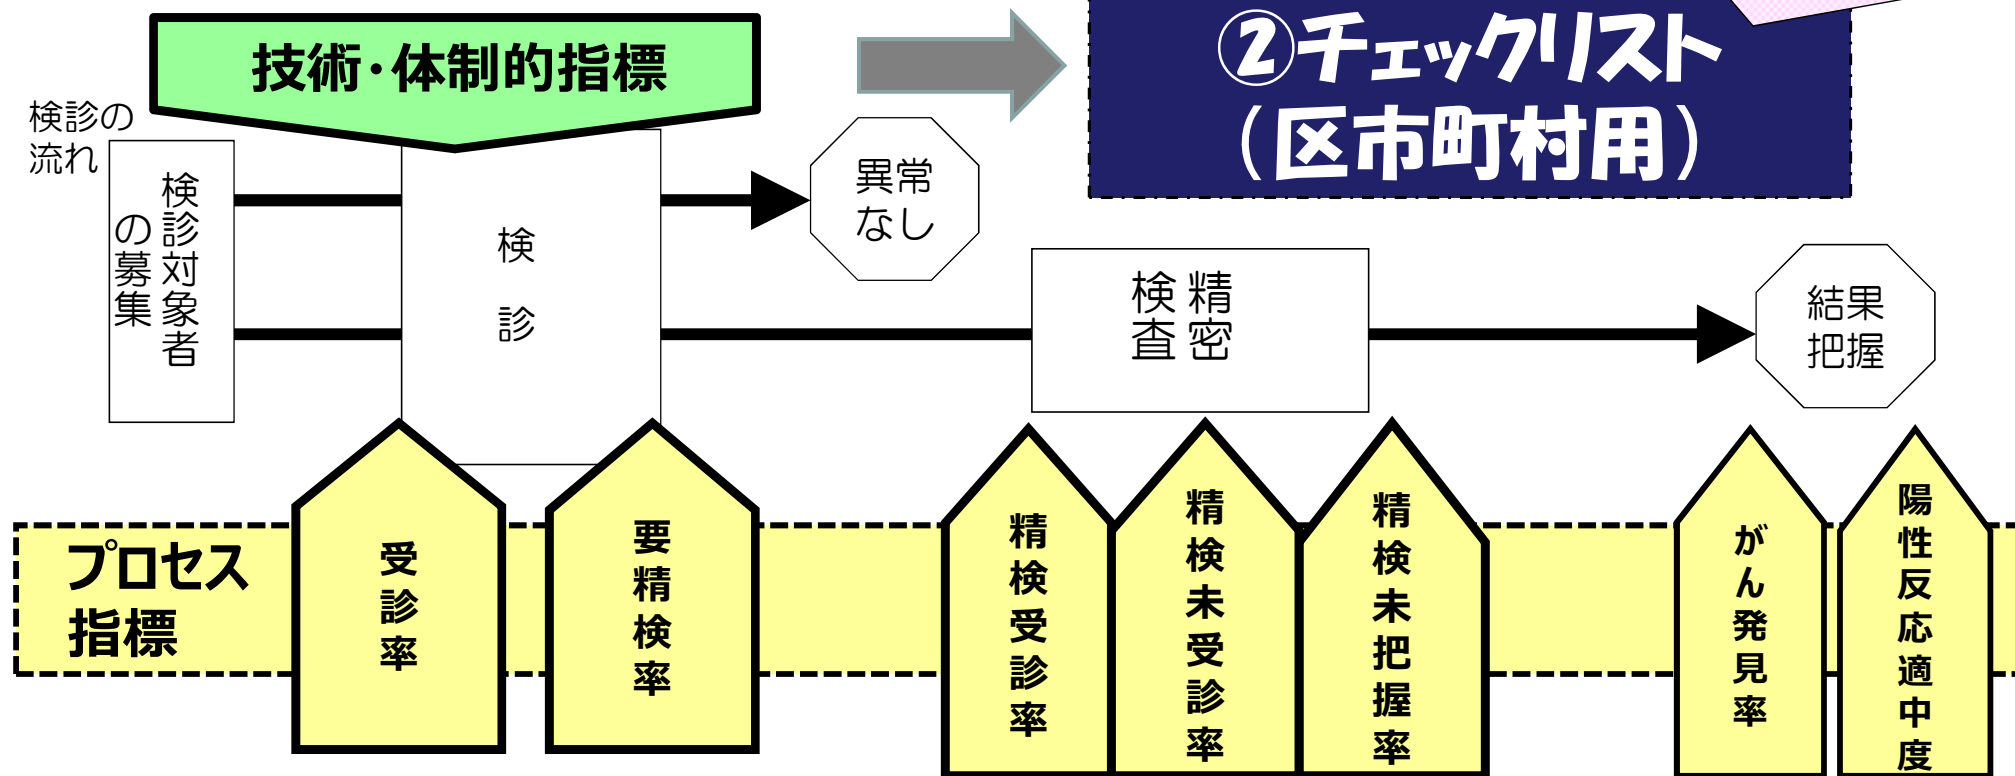 技術・体制的指標
②チェックリスト
（区市町村用）
検診の
流れ
検診対象者
の募集
検診
異常
なし
精密
検査
結果
把握
プロセス
指標
受診率
要精検率
精検受診率
精検未受診率
精検未把握率
がん発見率
陽性反応適中度